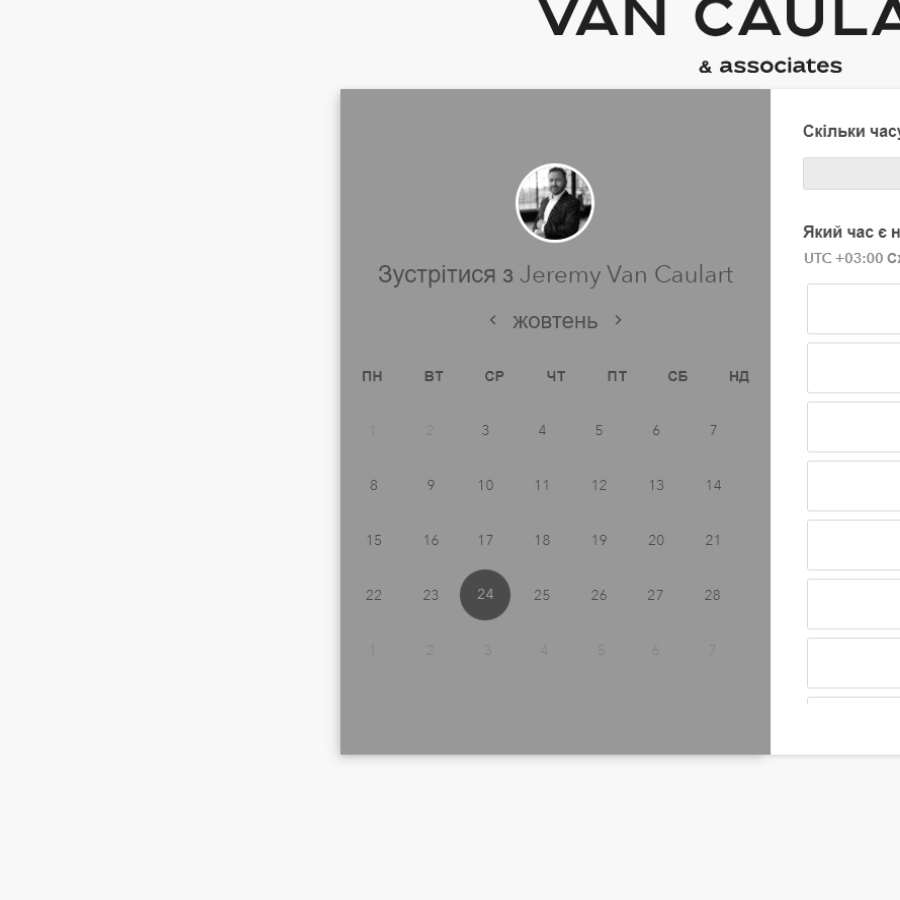 VAN CAULA
& associates
Зустрітися з Jeremy Van Caulart
жовтень
ПН ВТ СР ЧТ ПТ СБ НД
1 2 3 4 5 6 7
8 9 10 11 12 13 14
15 16 17 18 19 20 21
22 23 24 25 26 27 28
1 2 3 4 5 6 7
Скільки часу
Який час є н
UTC +03:00 Сх